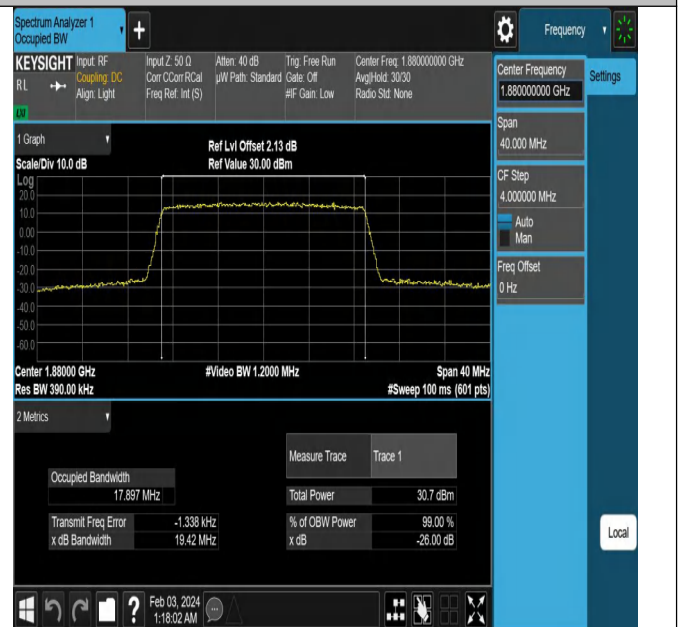 Spectrum Analyzer 1
Occupied BW
Frequency
KEYSIGHT
RL
LXI
Input: RF
Coupling: DC
Align: Light
Input Z: 50 Ω
Corr CCorr RCal
Freq Ref: Int (S)
Atten: 40 dB
µW Path: Standard
Trig: Free Run
Gate: Off
#IF Gain: Low
Center Freq: 1.880000000 GHz
Avg|Hold: 30/30
Radio Std: None
Center Frequency
1.880000000 GHz
Settings
Span
40.000 MHz
CF Step
4.000000 MHz
Auto
Man
Freq Offset
0 Hz
1 Graph
Scale/Div 10.0 dB
Ref Lvl Offset 2.13 dB
Ref Value 30.00 dBm
Log
20.0
10.0
0.00
-10.0
-20.0
-30.0
-40.0
-50.0
-60.0
Center 1.88000 GHz
#Video BW 1.2000 MHz
Span 40 MHz
Res BW 390.00 kHz
#Sweep 100 ms (601 pts)
2 Metrics
Measure Trace
Trace 1
Occupied Bandwidth
17.897 MHz
Total Power
30.7 dBm
Transmit Freq Error
-1.338 kHz
% of OBW Power
99.00 %
x dB Bandwidth
19.42 MHz
x dB
-26.00 dB
Local
?
Feb 03, 2024
1:18:02 AM